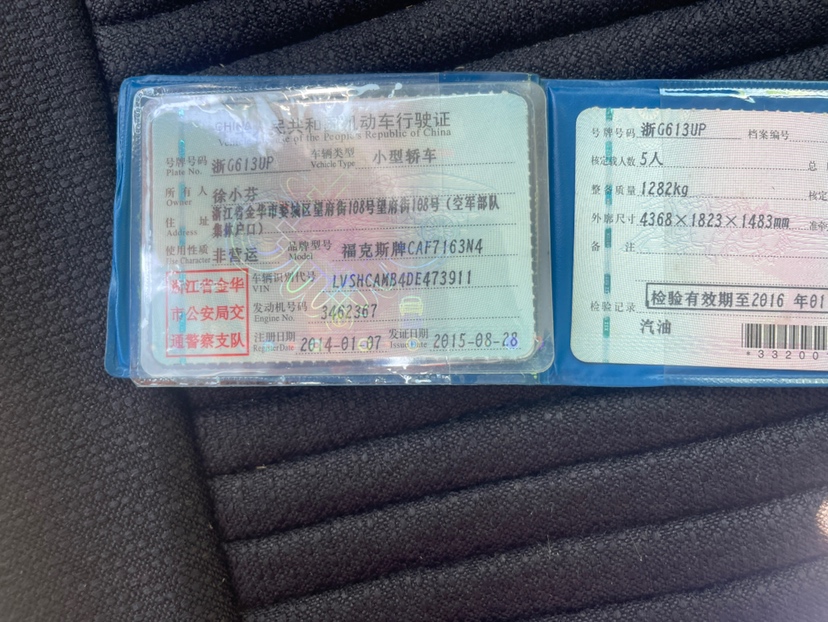 民共和 机动车行驶证
of the People's Republic of China
号牌号码 浙G613UP 车辆类型 小型轿车
Plate No. Vehicle Type
所有人 徐小芬
Owner
住址 浙江省金华市婺城区望府街108号望府街108号(空军部队
Address 集体户口)
使用性质 非营运 品牌型号 福克斯牌CAF7163N4
Use Character Model
浙江省金华
市公安局交
通警察支队
车辆识别代号 LVSHCAMB4DE473911
VIN
发动机号码 3462367
Engine No.
注册日期 2014-01-07 发证日期 2015-08-28
Register Date Issue Date
号牌号码 浙G613UP 档案编号
核定载人数 5人 总
整备质量 1282kg 核定
外廓尺寸 4368×1823×1483mm 准牵
备注
检验记录 检验有效期至2016 年01
汽油
*33200